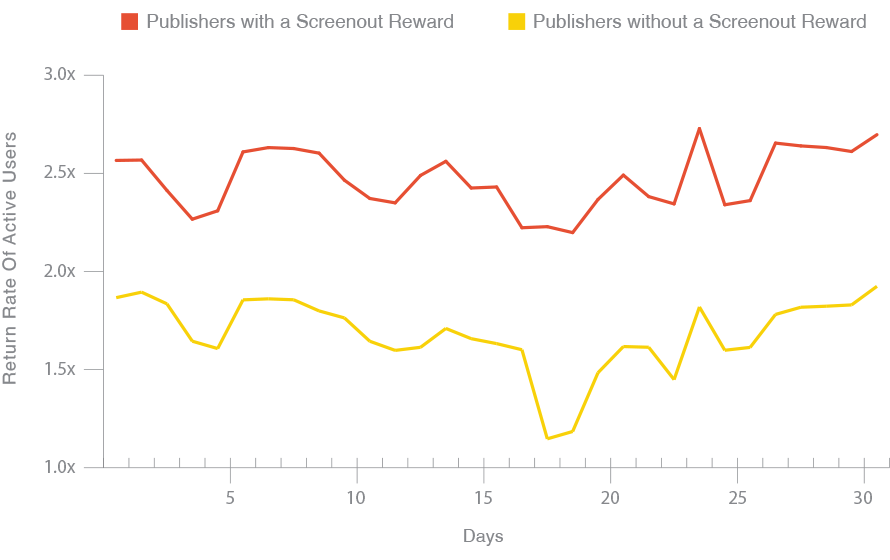 Publishers with a Screenout Reward
Publishers without a Screenout Reward
3.0x
2.5x
2.0x
1.5x
1.0x
Return Rate Of Active Users
5
10
15
20
25
30
Days